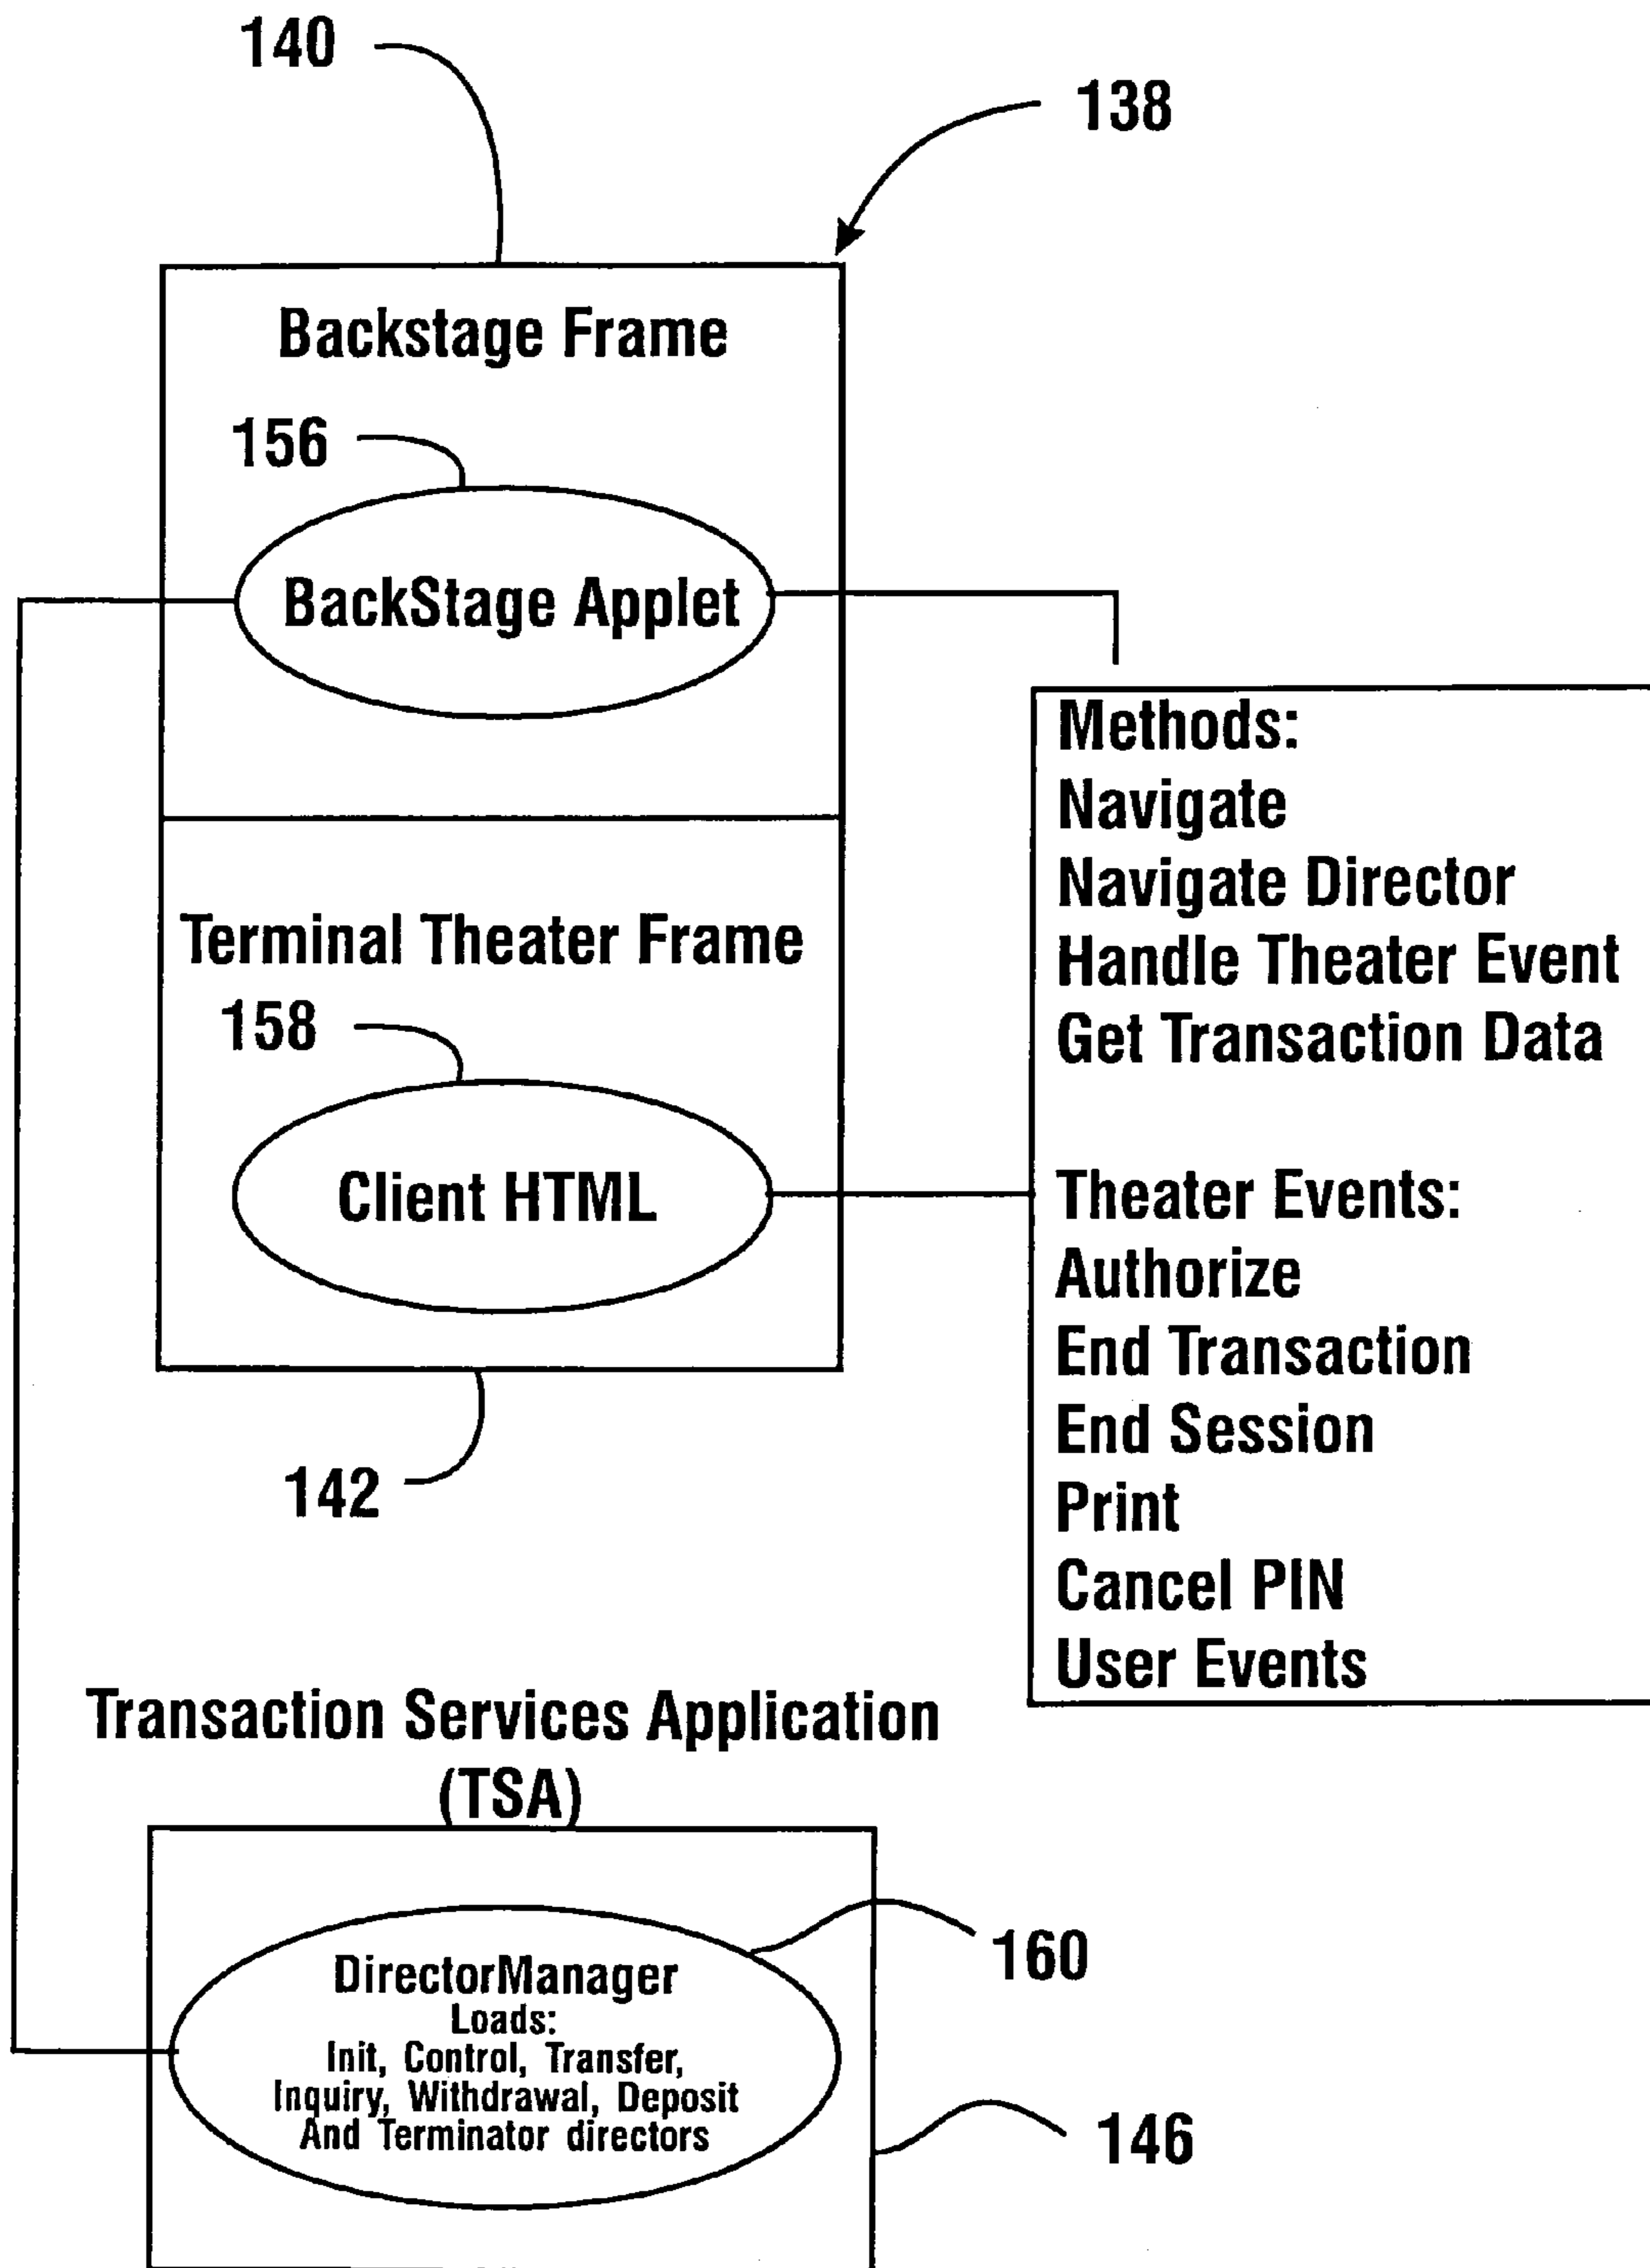 140
138
Backstage Frame
156
BackStage Applet
Methods:
Navigate
Navigate Director
Handle Theater Event
Get Transaction Data
Terminal Theater Frame
158
Client HTML
Theater Events:
Authorize
End Transaction
End Session
Print
Cancel PIN
User Events
142
Transaction Services Application
(TSA)
DirectorManager
Loads:
Init, Control, Transfer,
Inquiry, Withdrawal, Deposit
And Terminator directors
160
146